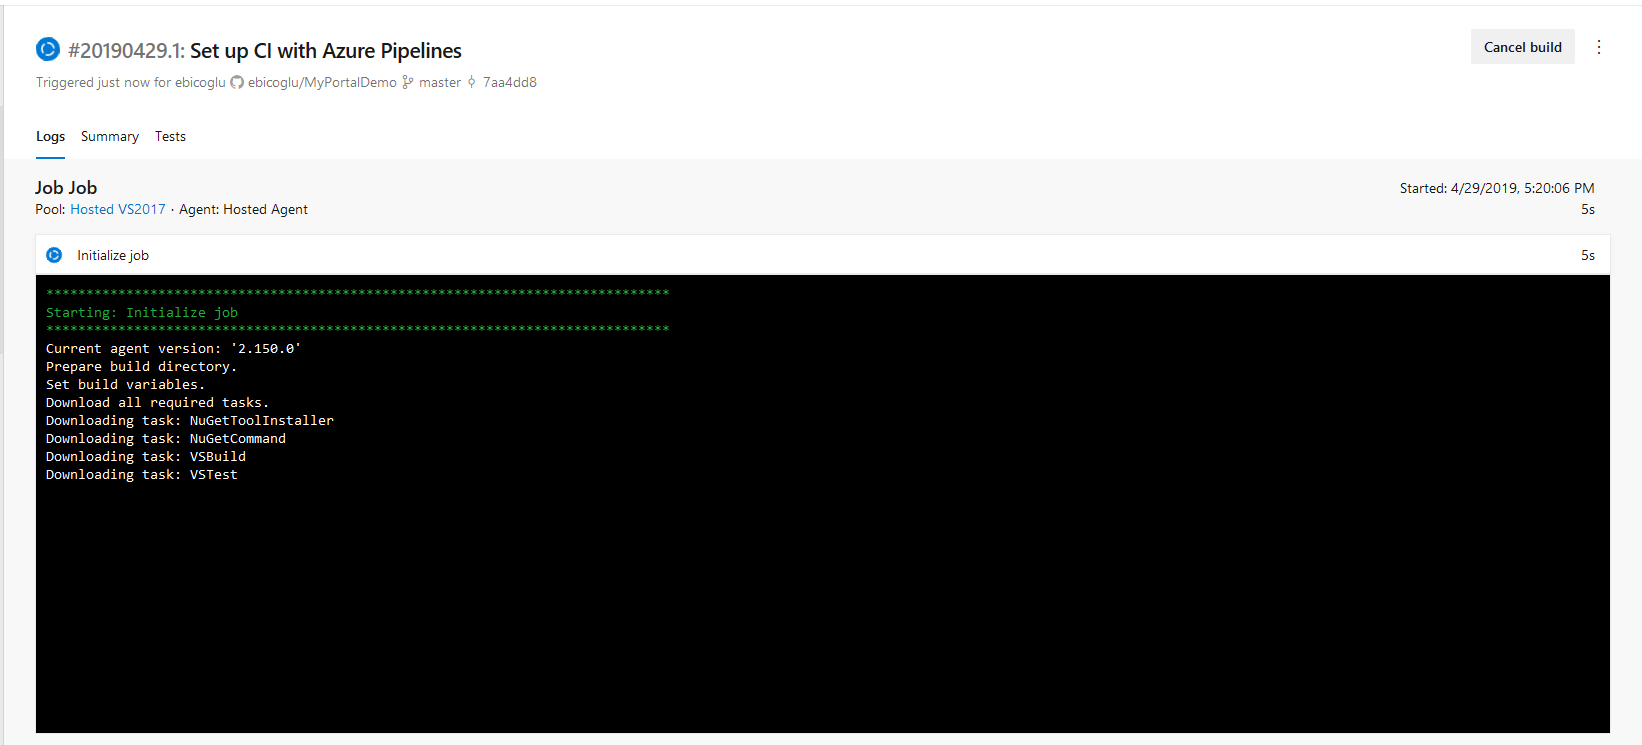 #20190429.1: Set up CI with Azure Pipelines
Cancel build
Triggered just now for ebicoglu ebicoglu/MyPortalDemo master 7aa4dd8
Logs Summary Tests
Job Job
Started: 4/29/2019, 5:20:06 PM
Pool: Hosted VS2017 · Agent: Hosted Agent
5s
Initialize job
5s
******************************************************************************
Starting: Initialize job
******************************************************************************
Current agent version: '2.150.0'
Prepare build directory.
Set build variables.
Download all required tasks.
Downloading task: NuGetToolInstaller
Downloading task: NuGetCommand
Downloading task: VSBuild
Downloading task: VSTest